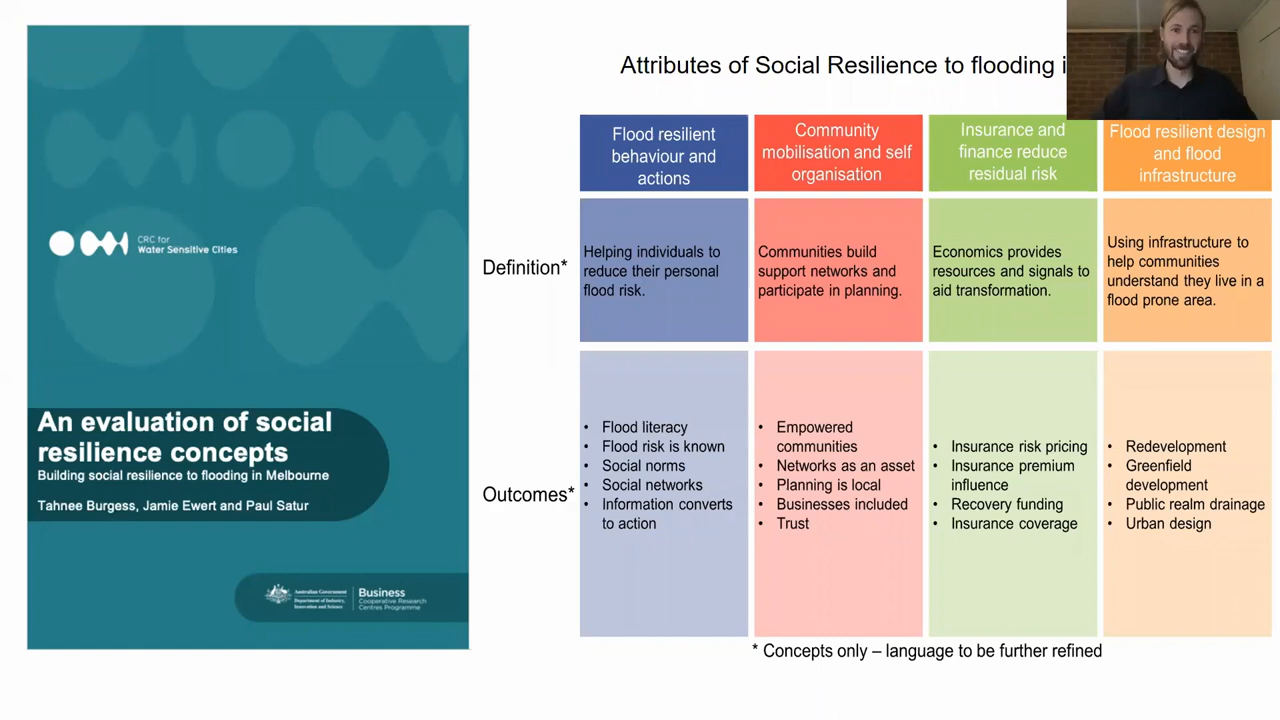 CRC for
Water Sensitive Cities
An evaluation of social
resilience concepts
Building social resilience to flooding in Melbourne
Tahnee Burgess, Jamie Ewert and Paul Satur
Australian Government
Department of Industry,
Innovation and Science
Business
Cooperative Research
Centres Programme
Attributes of Social Resilience to flooding i
Flood resilient
behaviour and
actions
Community
mobilisation and self
organisation
Insurance and
finance reduce
residual risk
Flood resilient design
and flood
infrastructure
Definition*
Helping individuals to
reduce their personal
flood risk.
Communities build
support networks and
participate in planning.
Economics provides
resources and signals to
aid transformation.
Using infrastructure to
help communities
understand they live in a
flood prone area.
Outcomes*
• Flood literacy
• Flood risk is known
• Social norms
• Social networks
• Information converts
to action
• Empowered
communities
• Networks as an asset
• Planning is local
• Businesses included
• Trust
• Insurance risk pricing
• Insurance premium
influence
• Recovery funding
• Insurance coverage
• Redevelopment
• Greenfield
development
• Public realm drainage
• Urban design
* Concepts only – language to be further refined